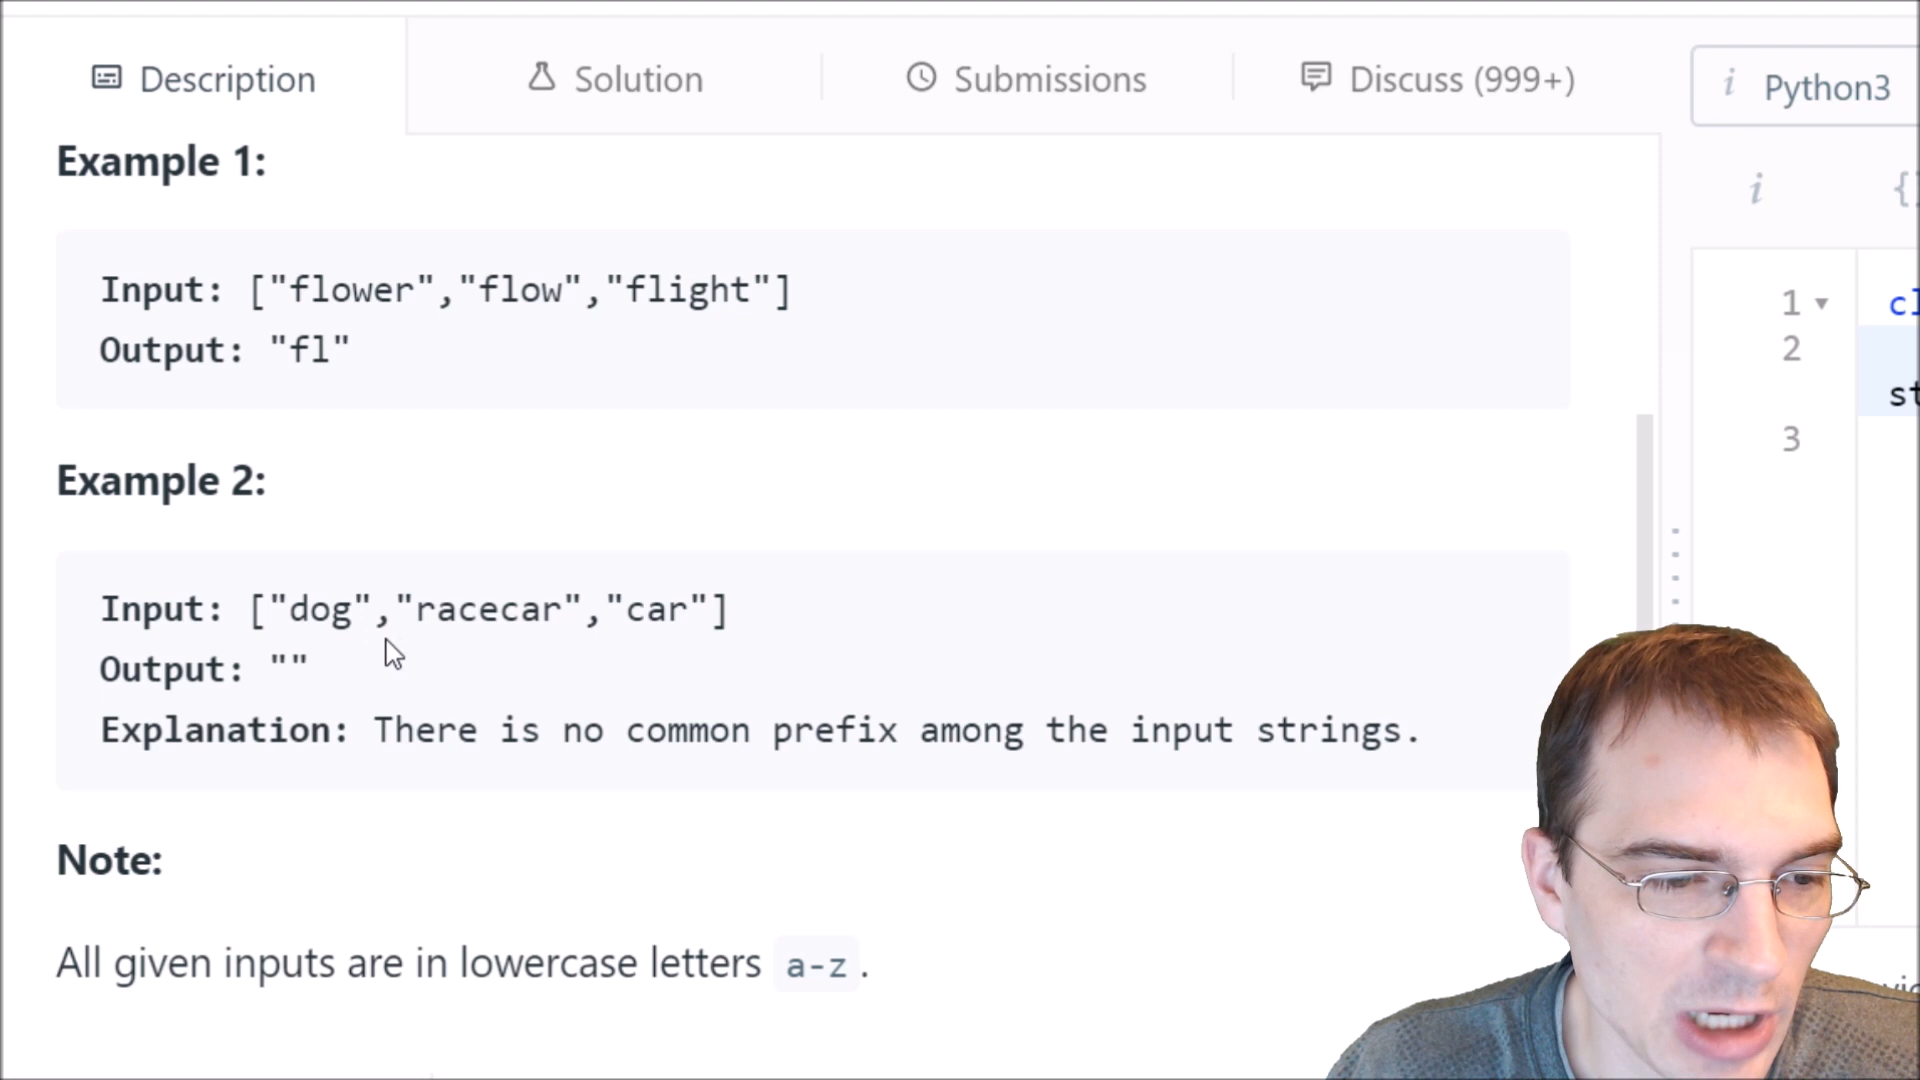 Description
Solution
Submissions
Discuss (999+)
i Python3
Example 1:
i {}
Input: ["flower","flow","flight"]
Output: "fl"
1
2
3
Example 2:
Input: ["dog","racecar","car"]
Output: ""
Explanation: There is no common prefix among the input strings.
Note:
All given inputs are in lowercase letters a-z.